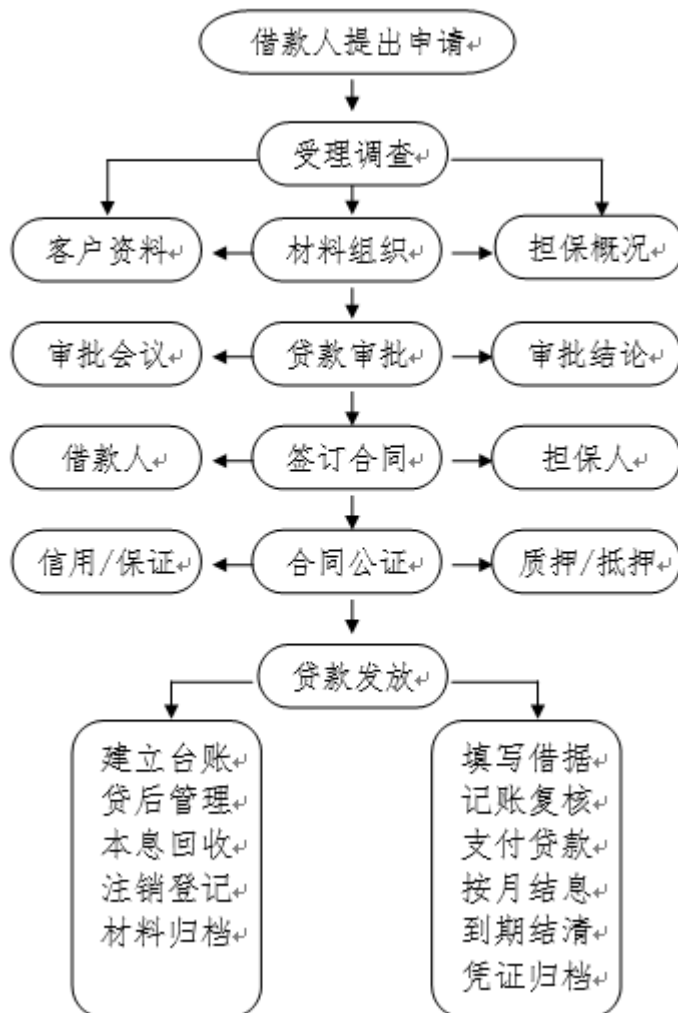 借款人提出申请
受理调查
客户资料
材料组织
担保概况
审批会议
贷款审批
审批结论
借款人
签订合同
担保人
信用/保证
合同公证
质押/抵押
贷款发放
建立台账
贷后管理
本息回收
注销登记
材料归档
填写借据
记账复核
支付贷款
按月结息
到期结清
凭证归档